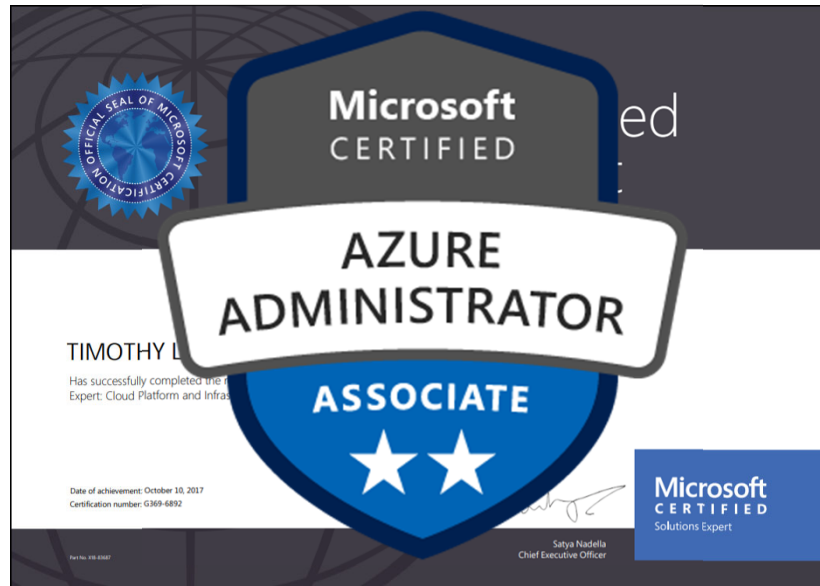 OFFICIAL SEAL OF MICROSOFT CERTIFICATION
Microsoft
CERTIFIED
ed
AZURE
ADMINISTRATOR
TIMOTHY L
Has successfully completed the
Expert: Cloud Platform and Infras
ASSOCIATE
Date of achievement: October 10, 2017
Certification number: G369-6892
Microsoft
CERTIFIED
Solutions Expert
Satya Nadella
Chief Executive Officer